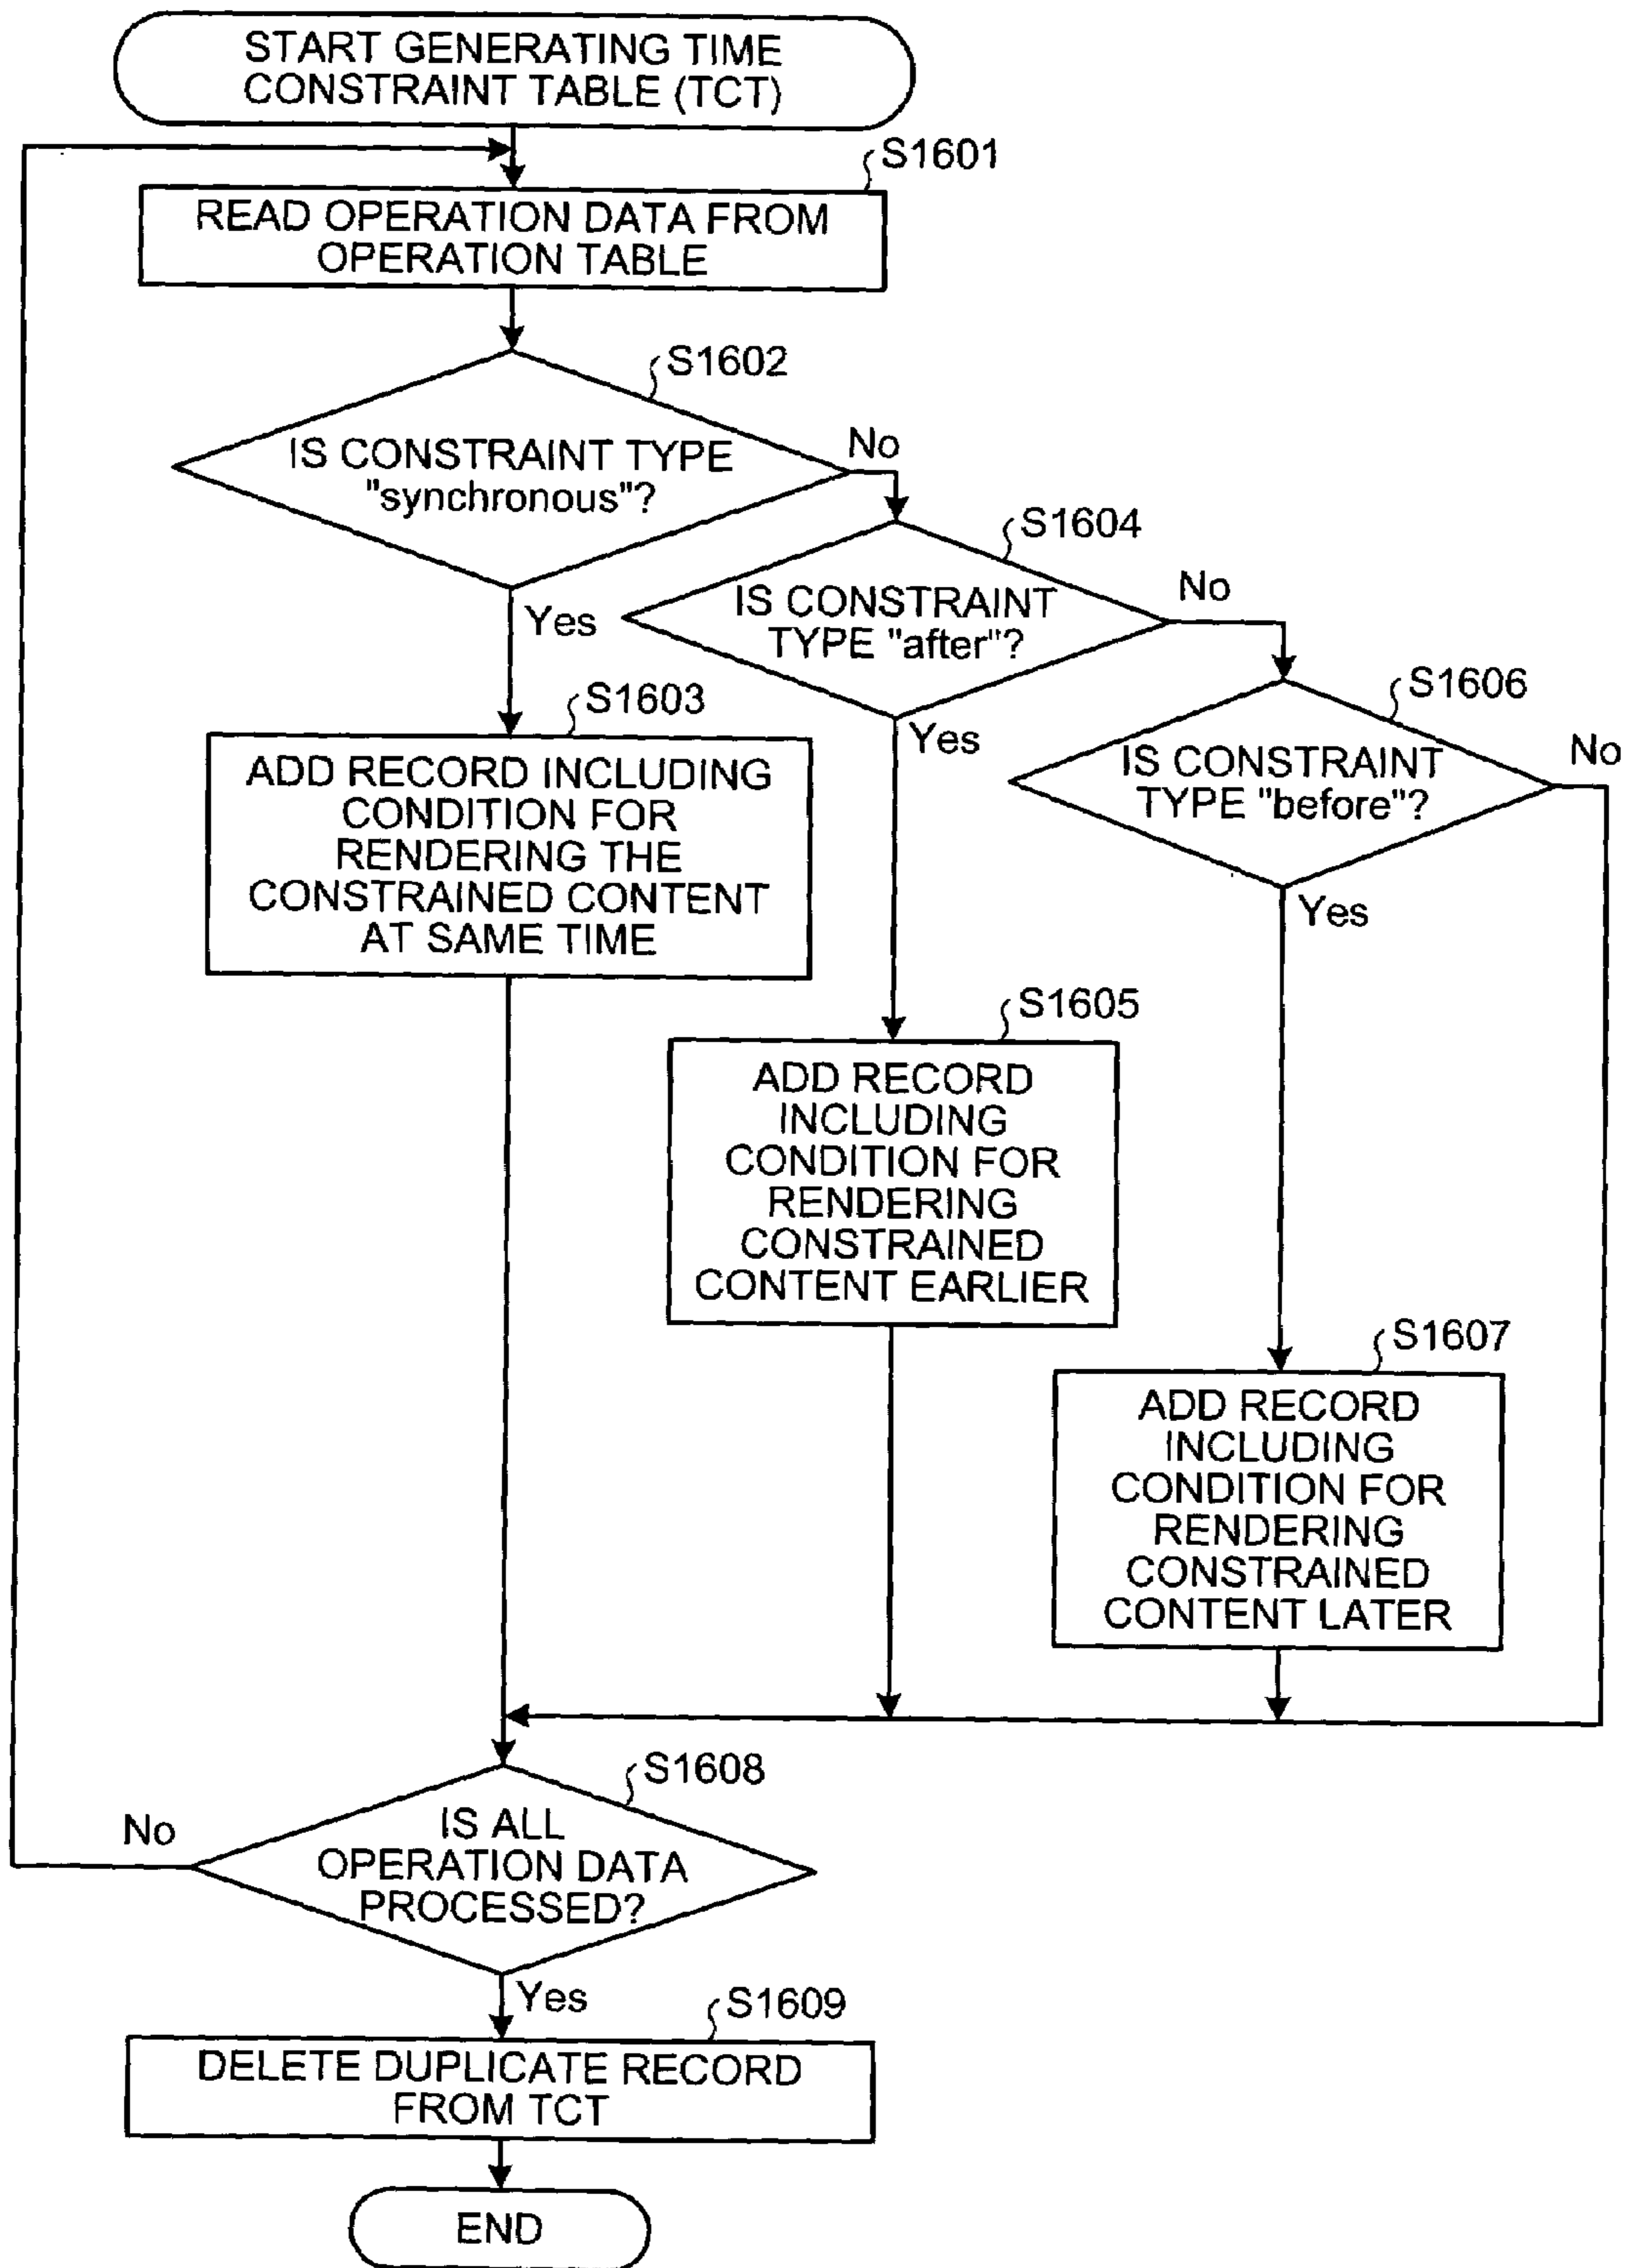 START GENERATING TIME
CONSTRAINT TABLE (TCT)
S1601
READ OPERATION DATA FROM
OPERATION TABLE
S1602
IS CONSTRAINT TYPE
"synchronous"?
No
Yes
S1604
IS CONSTRAINT
TYPE "after"?
No
Yes
S1606
IS CONSTRAINT
TYPE "before"?
No
Yes
S1603
ADD RECORD INCLUDING
CONDITION FOR
RENDERING THE
CONSTRAINED CONTENT
AT SAME TIME
S1605
ADD RECORD
INCLUDING
CONDITION FOR
RENDERING
CONSTRAINED
CONTENT EARLIER
S1607
ADD RECORD
INCLUDING
CONDITION FOR
RENDERING
CONSTRAINED
CONTENT LATER
S1608
IS ALL
OPERATION DATA
PROCESSED?
No
Yes
S1609
DELETE DUPLICATE RECORD
FROM TCT
END